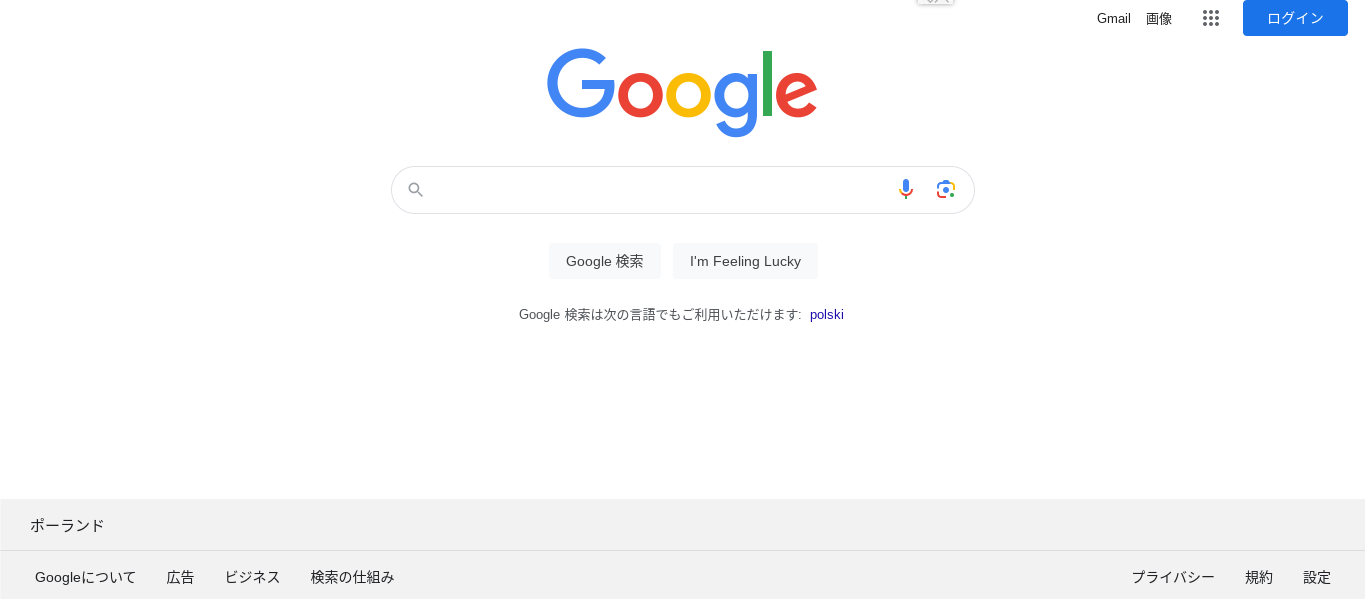 Gmail 画像 ログイン
Google
Google 検索 I'm Feeling Lucky
Google 検索は次の言語でもご利用いただけます: polski
ポーランド
Googleについて 広告 ビジネス 検索の仕組み プライバシー 規約 設定